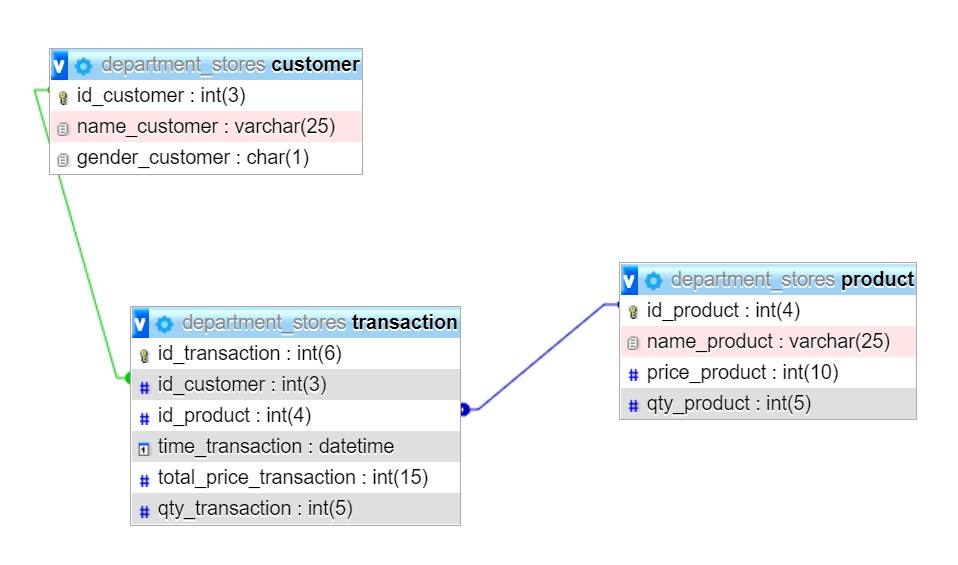 department_stores customer
id_customer : int(3)
name_customer : varchar(25)
gender_customer : char(1)
department_stores transaction
id_transaction : int(6)
id_customer : int(3)
id_product : int(4)
time_transaction : datetime
total_price_transaction : int(15)
qty_transaction : int(5)
department_stores product
id_product : int(4)
name_product : varchar(25)
price_product : int(10)
qty_product : int(5)